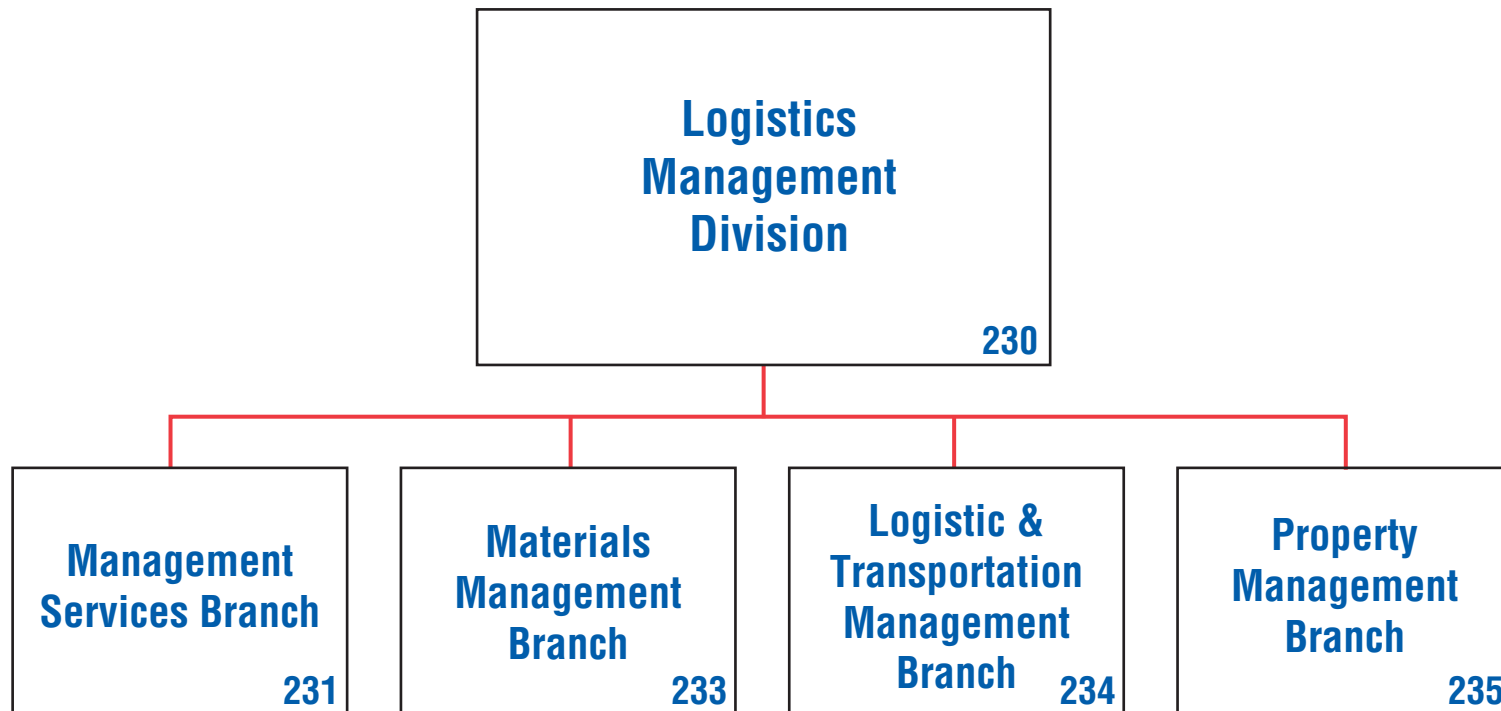 Logistics
Management
Division
230
Management
Services Branch
231
Materials
Management
Branch
233
Logistic &
Transportation
Management
Branch
234
Property
Management
Branch
235